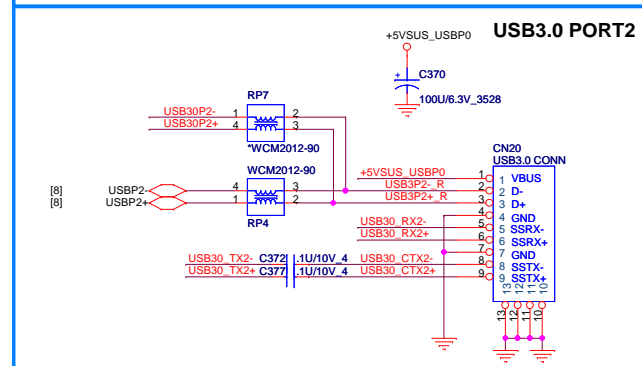 USB3.0 PORT2
+5VSUS_USBP0
+ C370
100U/6.3V_3528
RP7
USB30P2- 1 2
USB30P2+ 4 3
*WCM2012-90
WCM2012-90
[8] USBP2- 4 3
[8] USBP2+ 1 2
RP4
CN20
USB3.0 CONN
+5VSUS_USBP0 1 1 VBUS
USB3P2-_R 2 2 D-
USB3P2+_R 3 3 D+
4 4 GND
USB30_RX2- 5 5 SSRX-
USB30_RX2+ 6 6 SSRX+
7 7 GND
USB30_TX2- C372 .1U/10V_4 USB30_CTX2- 8 8 SSTX-
USB30_TX2+ C377 .1U/10V_4 USB30_CTX2+ 9 9 SSTX+
13 12 11 10
13 12 11 10